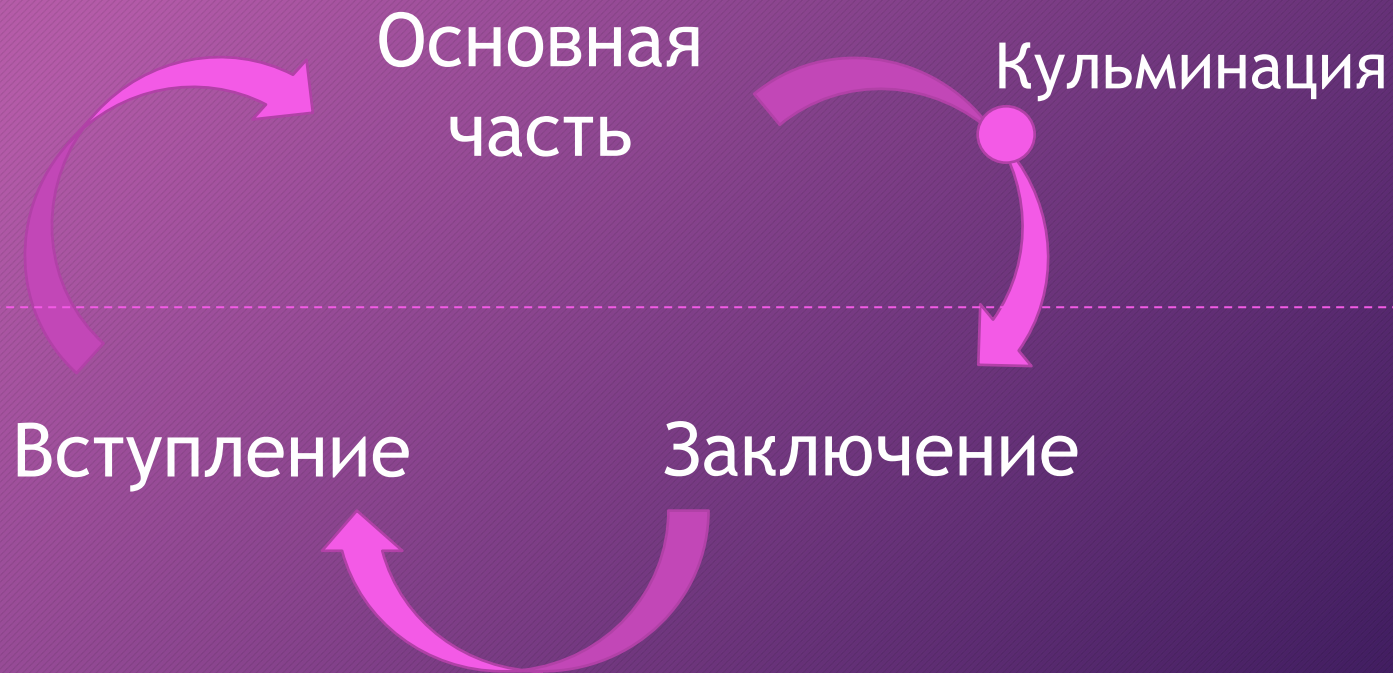 Основная
часть
Кульминация
Вступление
Заключение